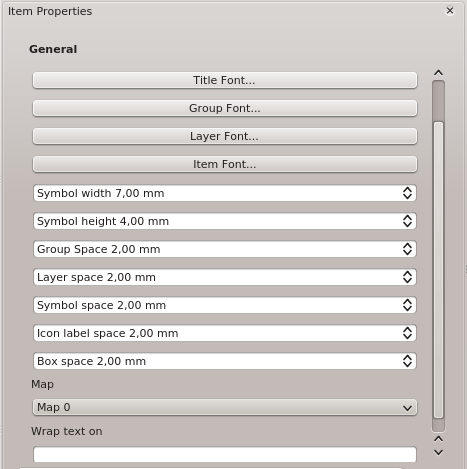 Item Properties
General
Title Font...
Group Font...
Layer Font...
Item Font...
Symbol width 7,00 mm
Symbol height 4,00 mm
Group Space 2,00 mm
Layer space 2,00 mm
Symbol space 2,00 mm
Icon label space 2,00 mm
Box space 2,00 mm
Map
Map 0
Wrap text on